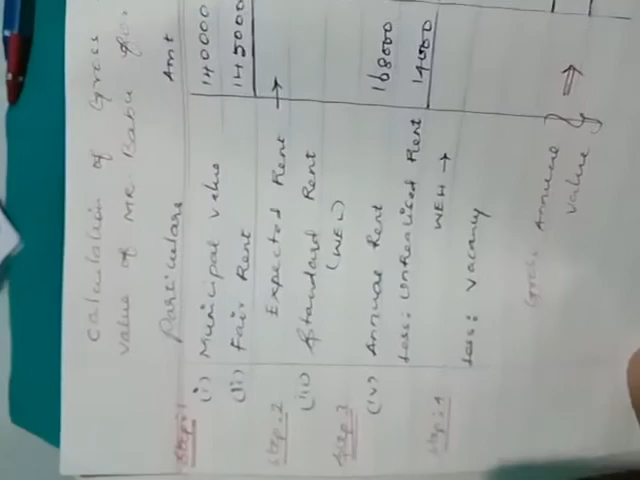 Calculation of Gross
value of MR. Babu for
Particulars Amt
Step:1
(i) Municipal value 140000
(ii) Fair Rent 145000
Expected Rent →
Step:2
(iii) Standard Rent
(WEL)
Step:3
(iv) Annual Rent 168000
Less: Unrealised Rent 14000
WEH →
Step:4
Less: Vacancy
Gross Annual
value ⇒